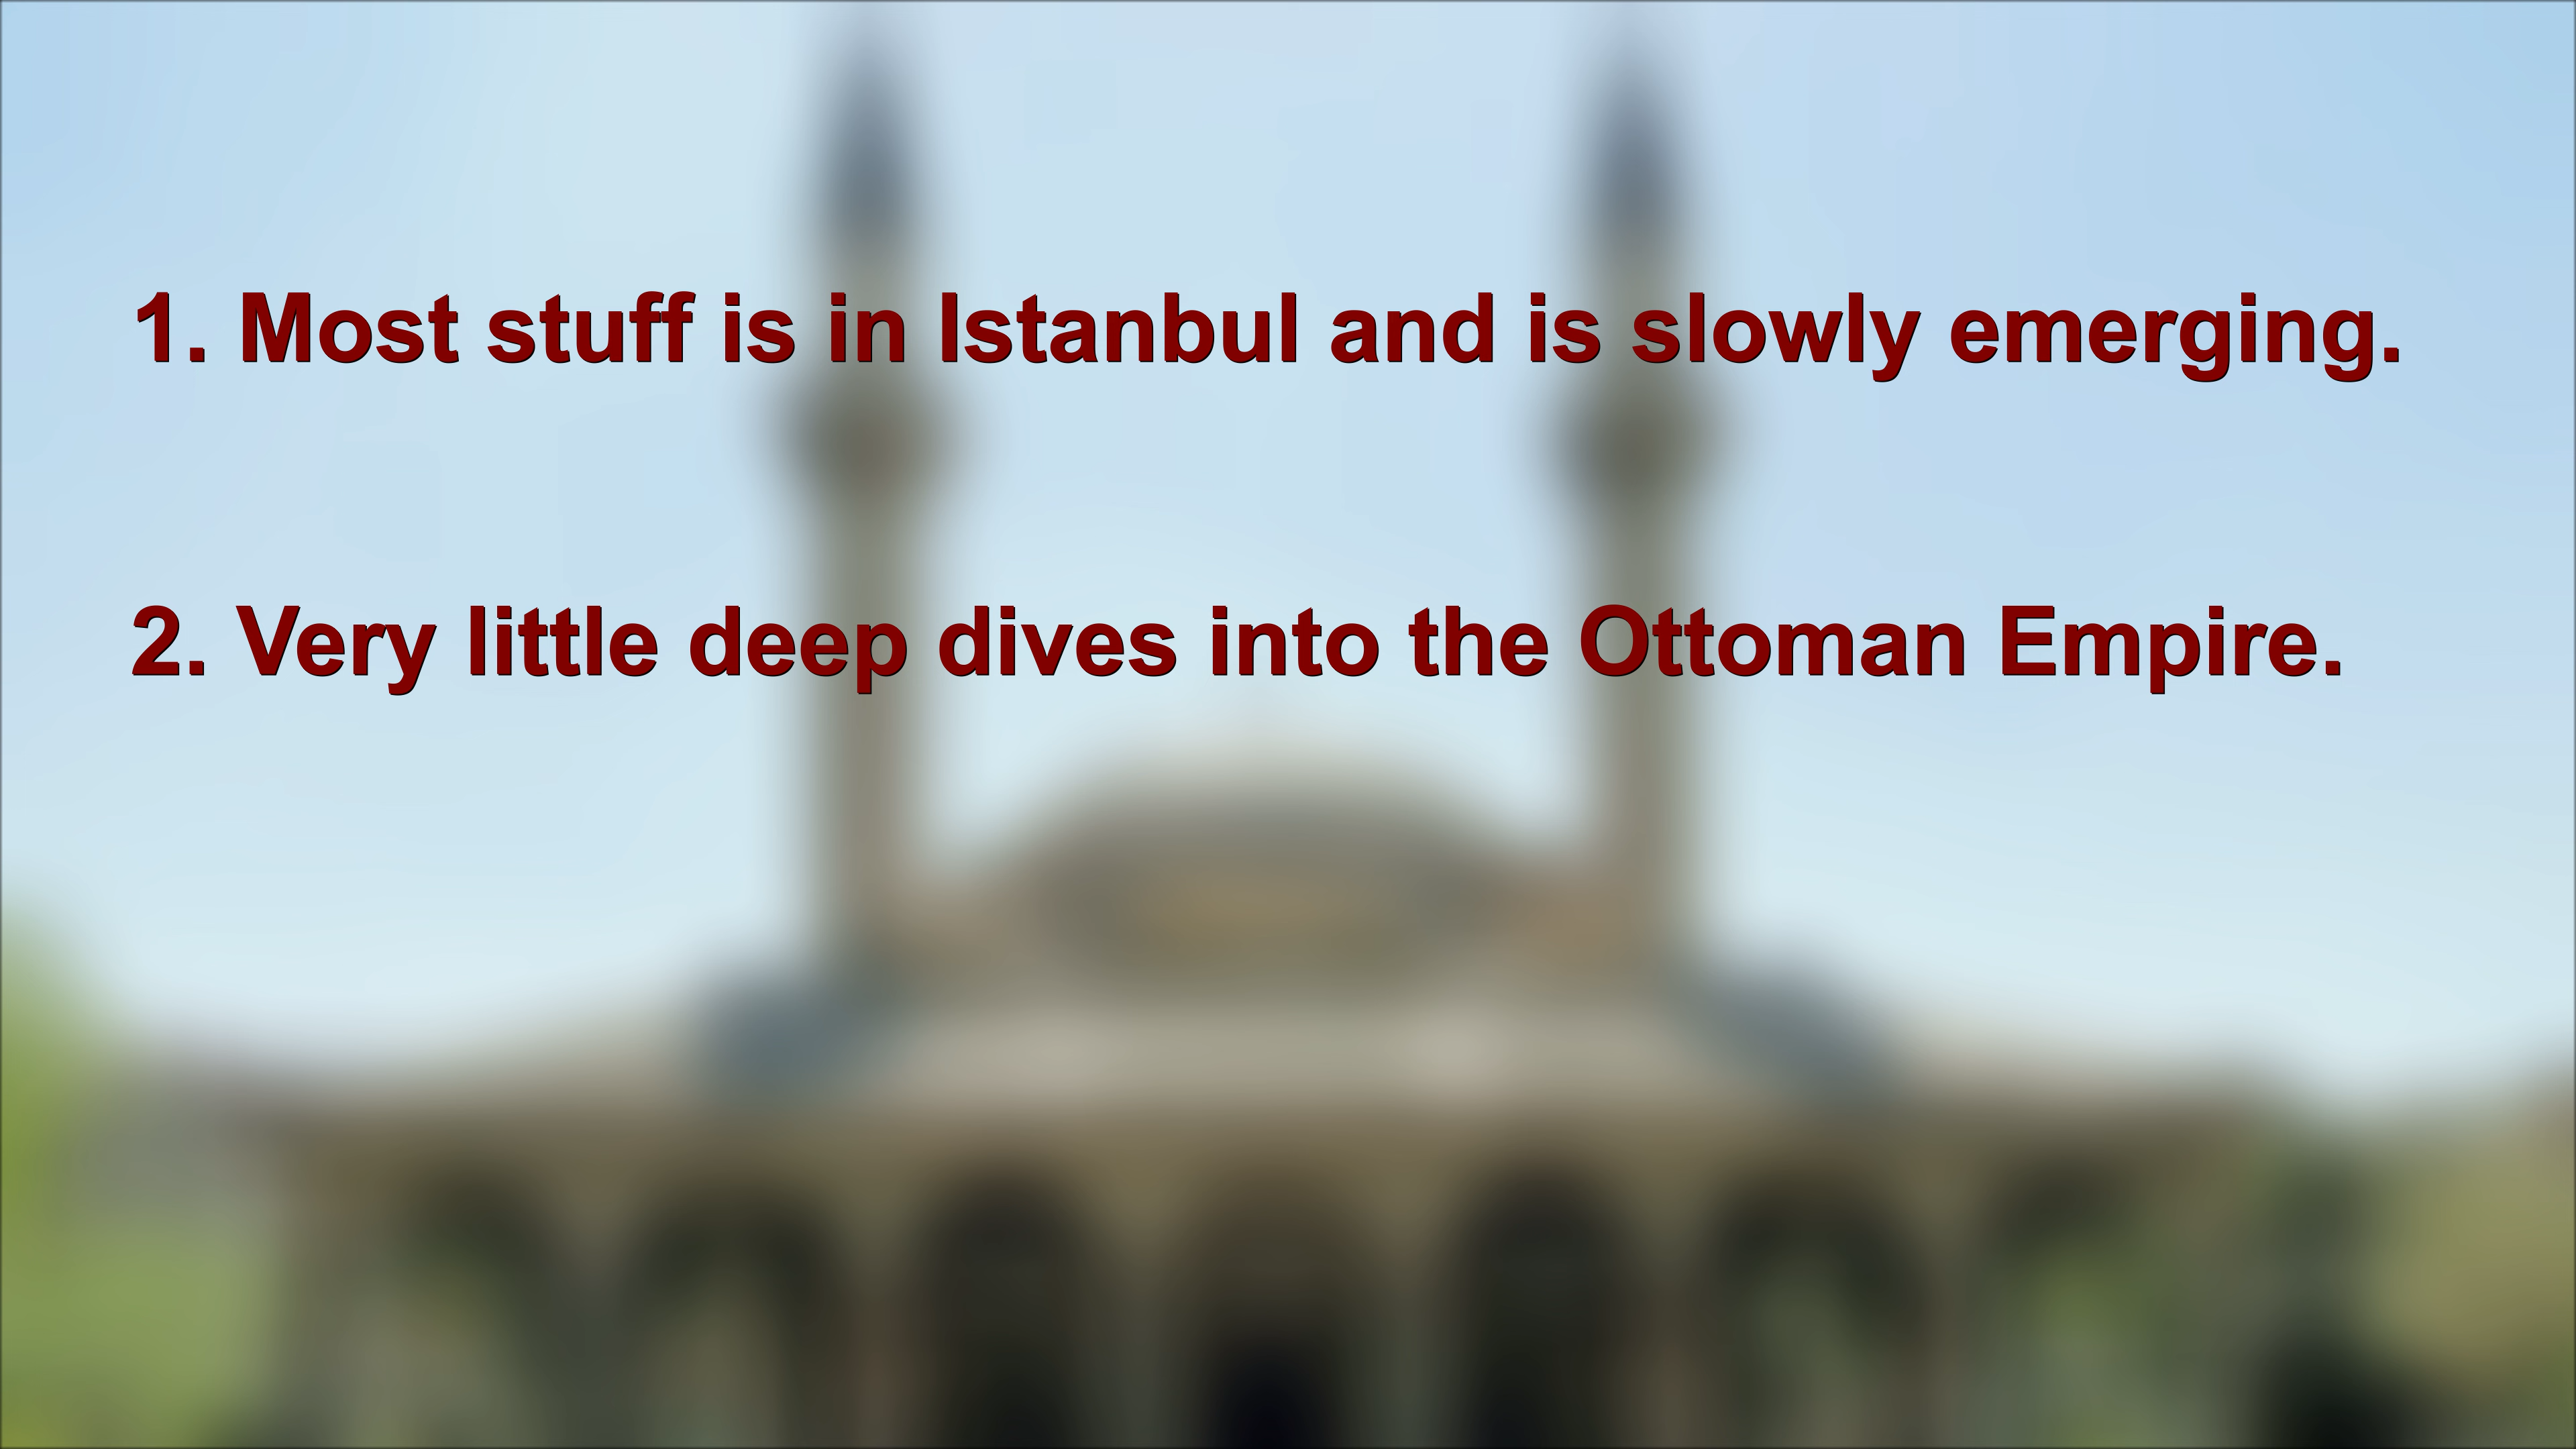 1. Most stuff is in Istanbul and is slowly emerging.
2. Very little deep dives into the Ottoman Empire.